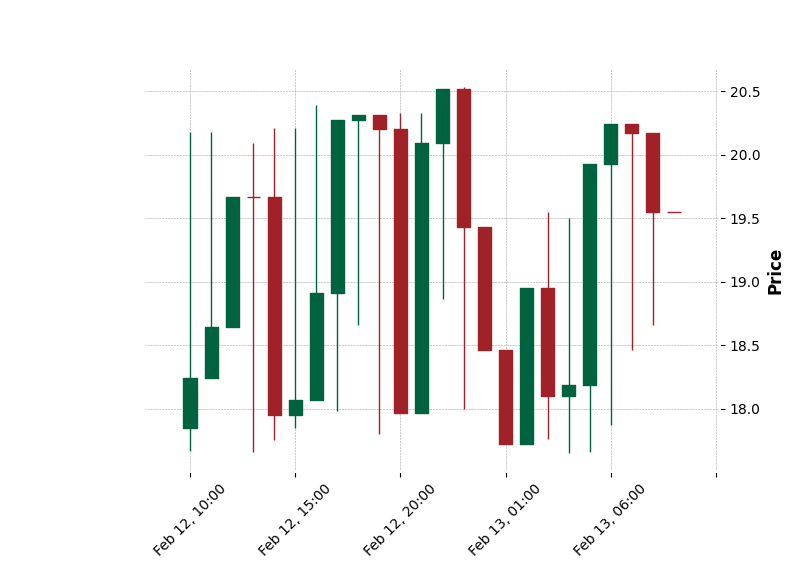 20.5
20.0
19.5
19.0
18.5
18.0
Price
Feb 12, 10:00
Feb 12, 15:00
Feb 12, 20:00
Feb 13, 01:00
Feb 13, 06:00